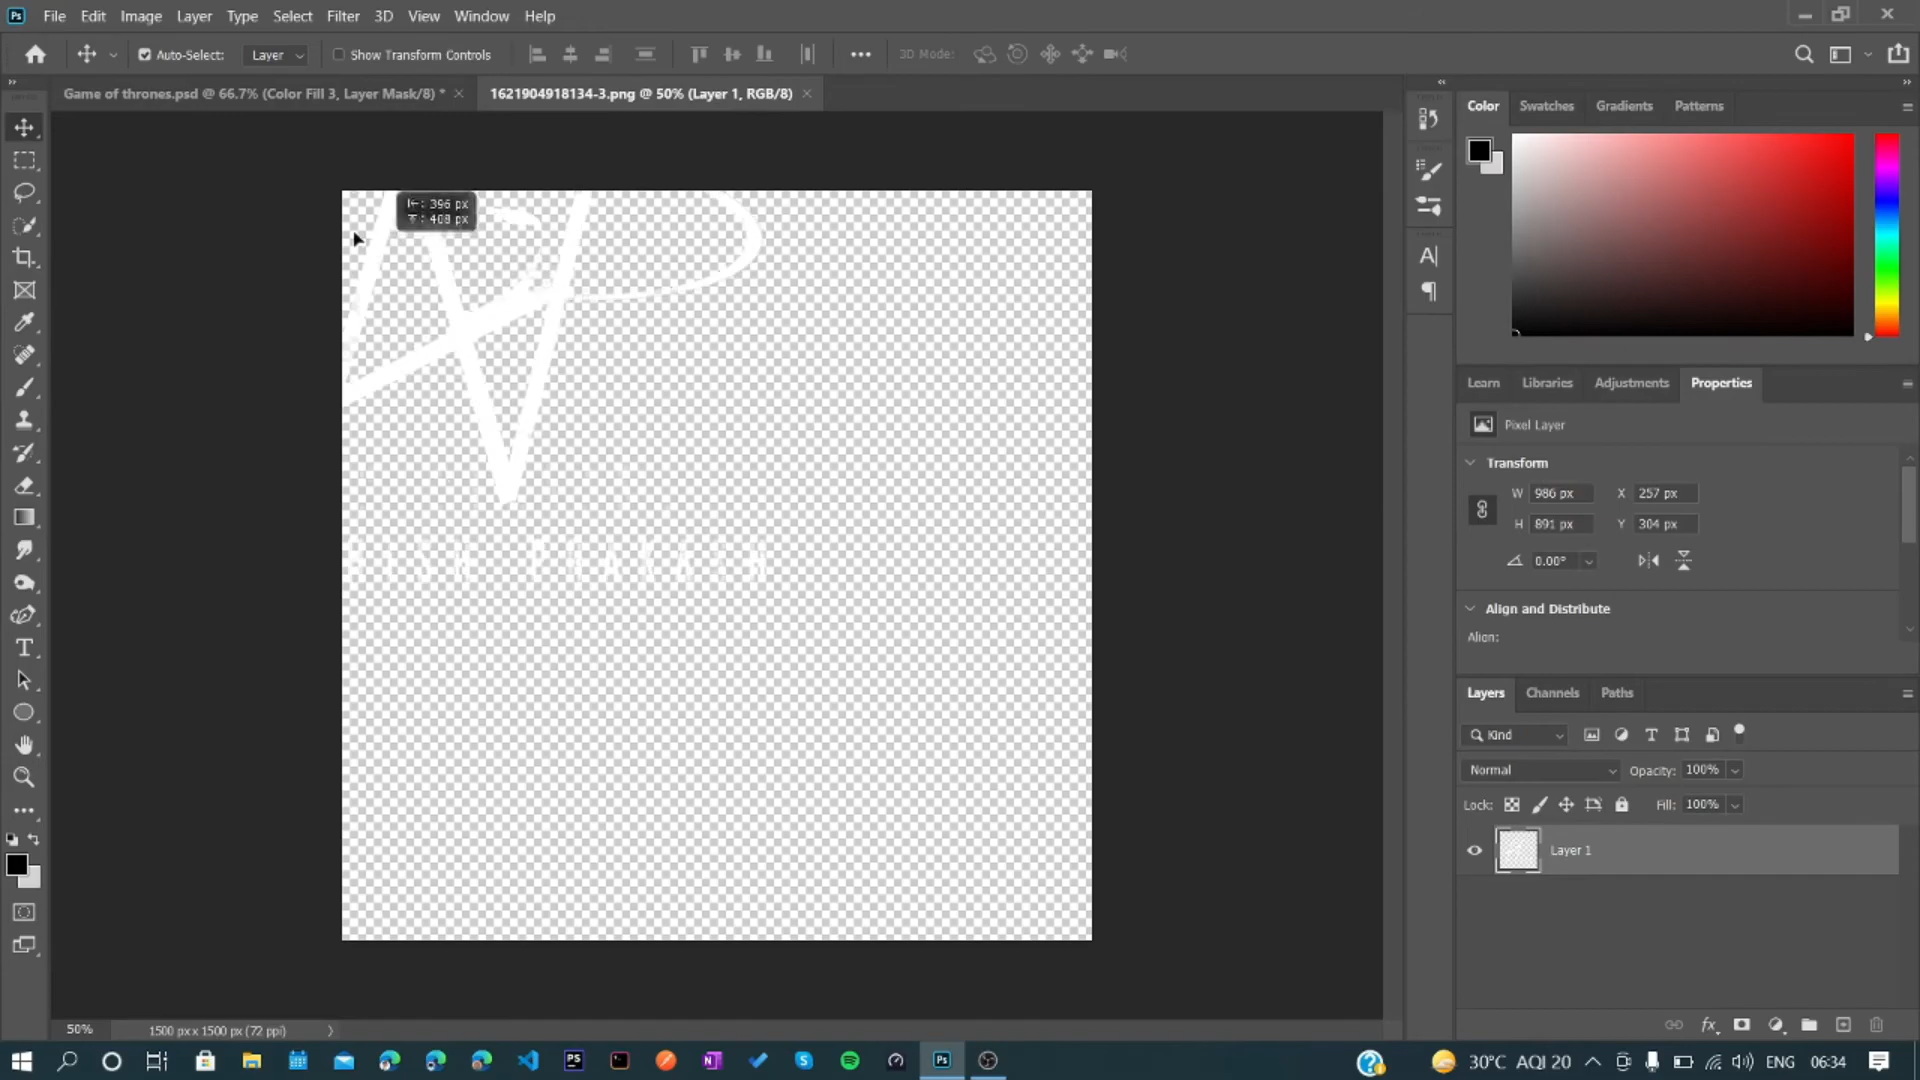 File Edit Image Layer Type Select Filter 3D View Window Help
Auto-Select: Layer Show Transform Controls 3D Mode:
Game of thrones.psd @ 66.7% (Color Fill 3, Layer Mask/8) * × 1621904918134-3.png @ 50% (Layer 1, RGB/8) ×
Color Swatches Gradients Patterns
396 px
408 px
Learn Libraries Adjustments Properties
Pixel Layer
Transform
W 986 px X 257 px
H 891 px Y 304 px
0.00°
Align and Distribute
Align:
Layers Channels Paths
Kind
Normal Opacity: 100%
Lock: Fill: 100%
Layer 1
50% 1500 px x 1500 px (72 ppi)
30°C AQI 20 ENG 06:34